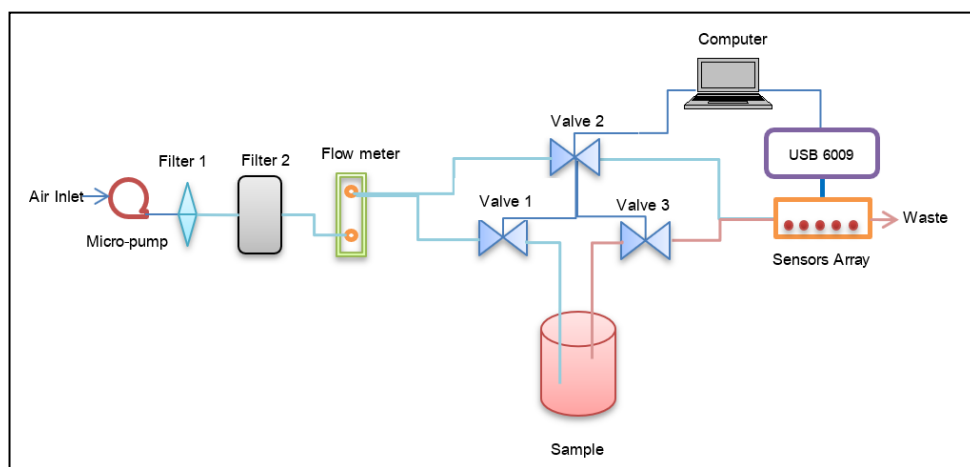 Computer
Valve 2
Filter 1
Filter 2
Flow meter
USB 6009
Air Inlet
Valve 1
Valve 3
Waste
Micro-pump
Sensors Array
Sample